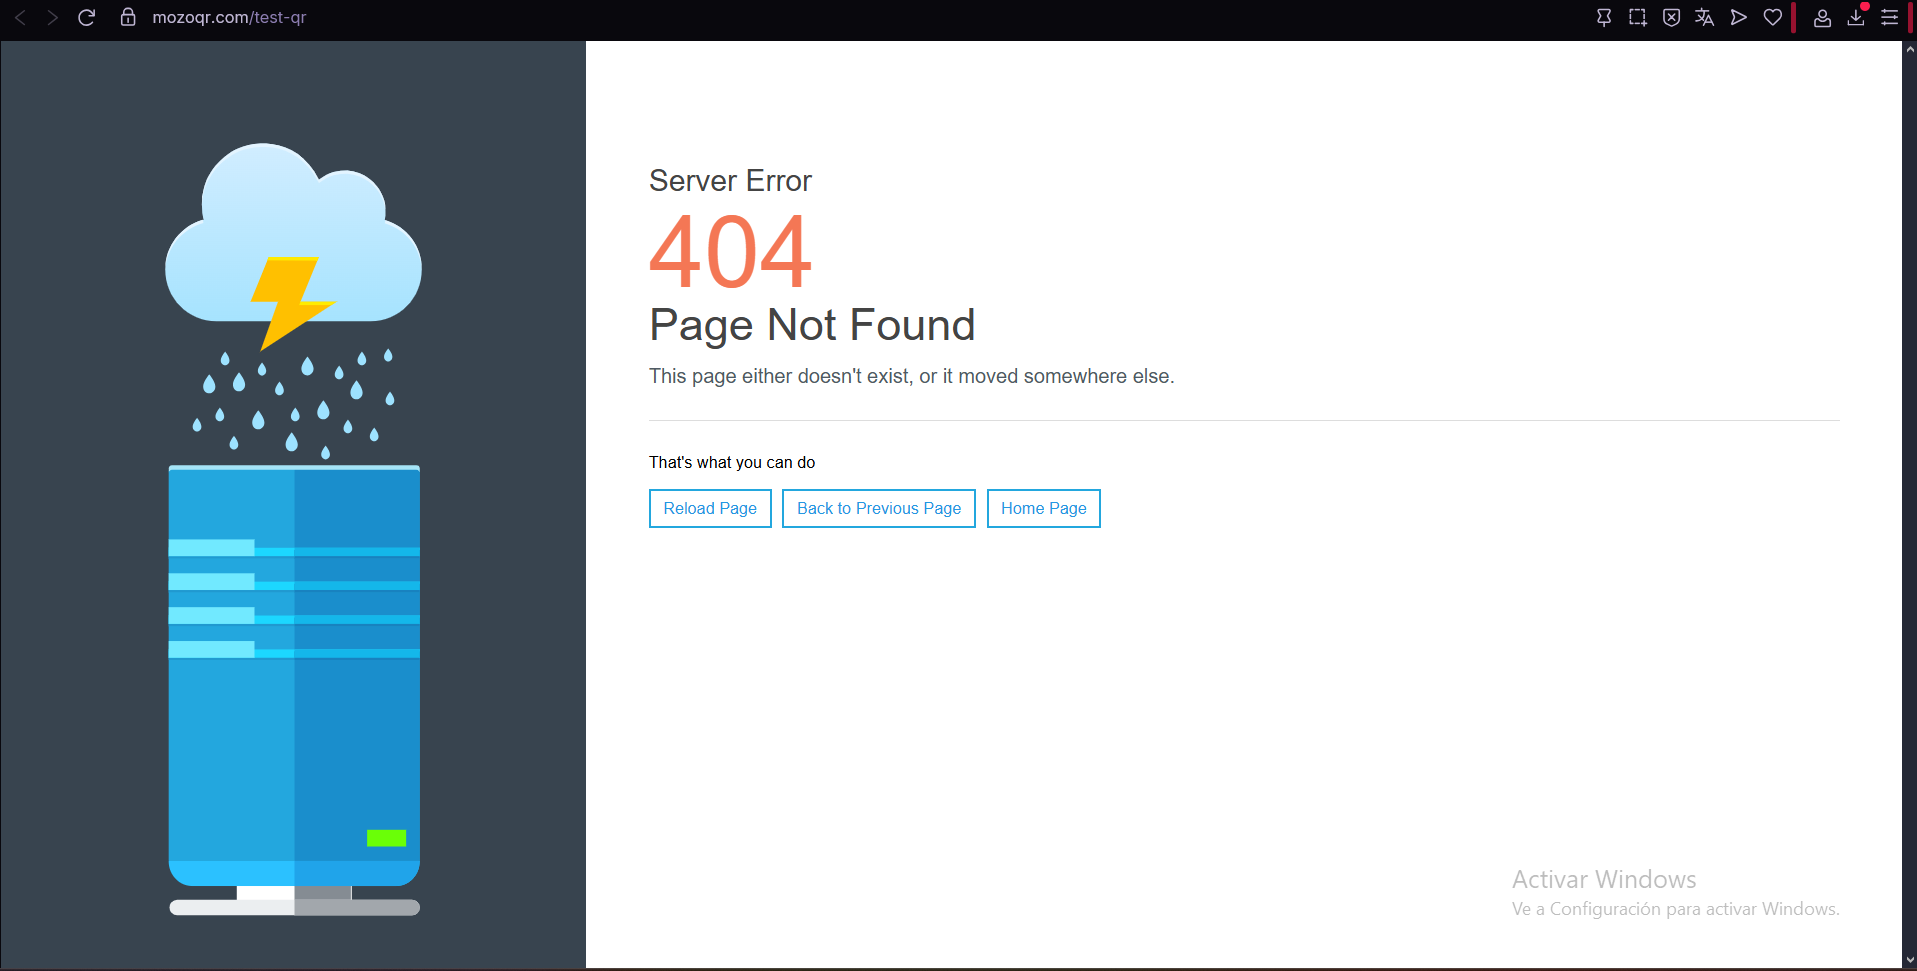 mozoqr.com/test-qr
Server Error
404
Page Not Found
This page either doesn't exist, or it moved somewhere else.
That's what you can do
Reload Page
Back to Previous Page
Home Page
Activar Windows
Ve a Configuración para activar Windows.